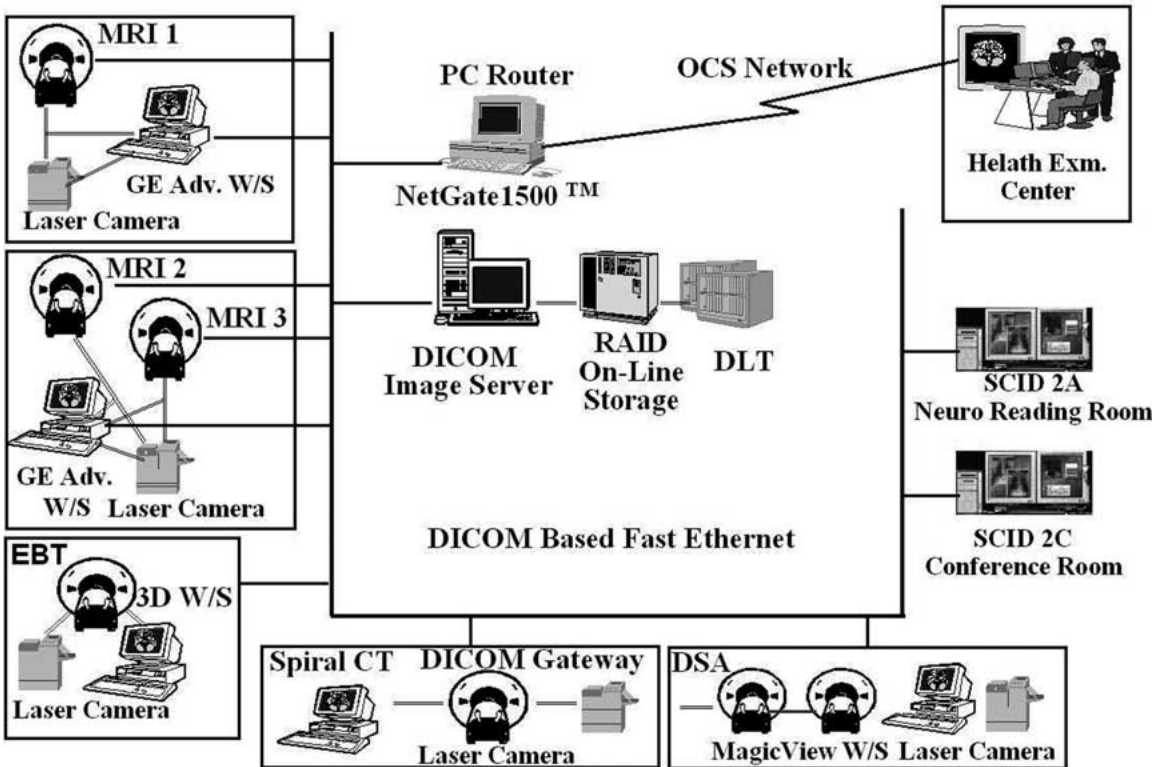 MRI 1
GE Adv. W/S
Laser Camera
MRI 2
MRI 3
GE Adv.
W/S
Laser Camera
EBT
3D W/S
Laser Camera
PC Router
NetGate1500 TM
OCS Network
Helath Exm.
Center
DICOM
Image Server
RAID
On-Line
Storage
DLT
SCID 2A
Neuro Reading Room
SCID 2C
Conference Room
DICOM Based Fast Ethernet
Spiral CT
DICOM Gateway
Laser Camera
DSA
MagicView W/S
Laser Camera